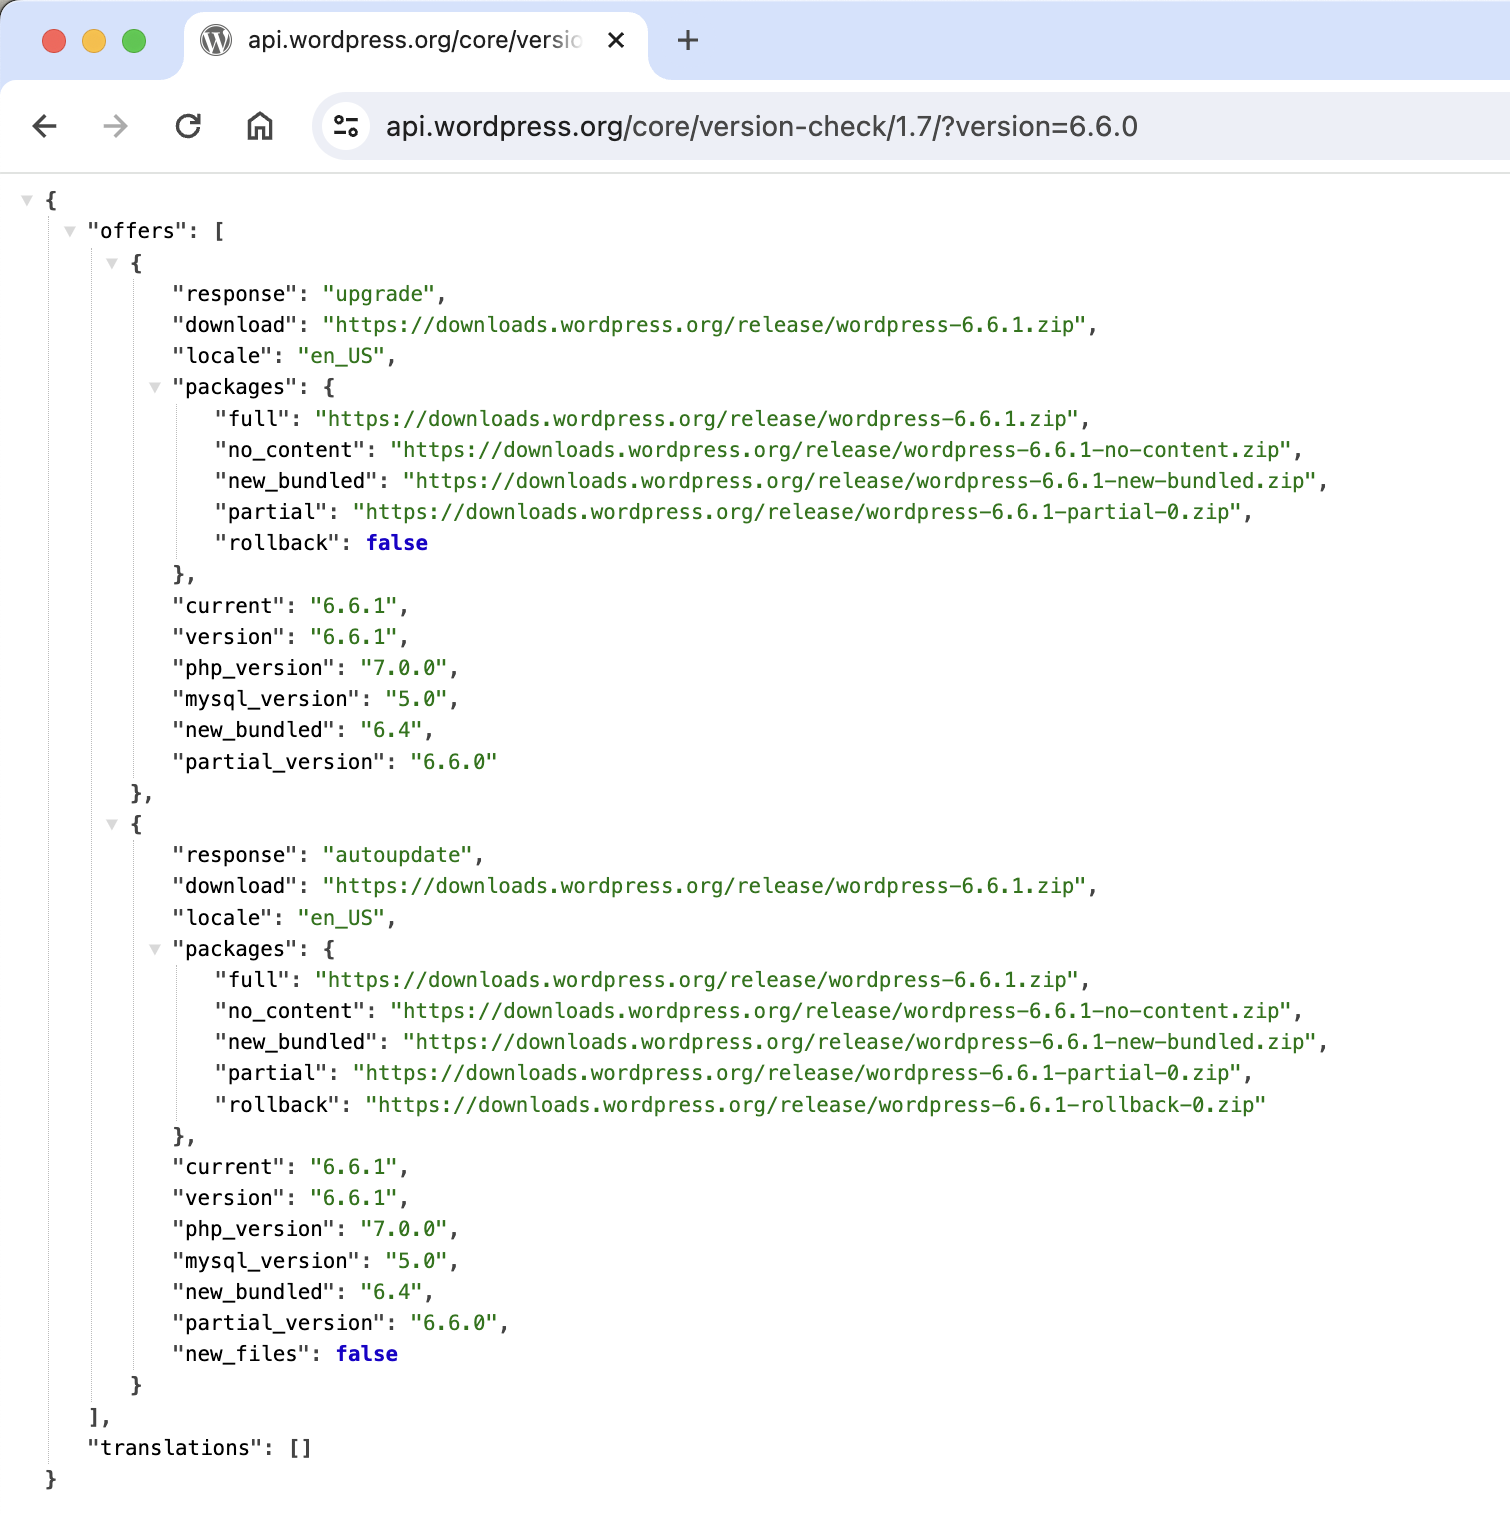 api.wordpress.org/core/versio
api.wordpress.org/core/version-check/1.7/?version=6.6.0
{
"offers": [
{
"response": "upgrade",
"download": "https://downloads.wordpress.org/release/wordpress-6.6.1.zip",
"locale": "en_US",
"packages": {
"full": "https://downloads.wordpress.org/release/wordpress-6.6.1.zip",
"no_content": "https://downloads.wordpress.org/release/wordpress-6.6.1-no-content.zip",
"new_bundled": "https://downloads.wordpress.org/release/wordpress-6.6.1-new-bundled.zip",
"partial": "https://downloads.wordpress.org/release/wordpress-6.6.1-partial-0.zip",
"rollback": false
},
"current": "6.6.1",
"version": "6.6.1",
"php_version": "7.0.0",
"mysql_version": "5.0",
"new_bundled": "6.4",
"partial_version": "6.6.0"
},
{
"response": "autoupdate",
"download": "https://downloads.wordpress.org/release/wordpress-6.6.1.zip",
"locale": "en_US",
"packages": {
"full": "https://downloads.wordpress.org/release/wordpress-6.6.1.zip",
"no_content": "https://downloads.wordpress.org/release/wordpress-6.6.1-no-content.zip",
"new_bundled": "https://downloads.wordpress.org/release/wordpress-6.6.1-new-bundled.zip",
"partial": "https://downloads.wordpress.org/release/wordpress-6.6.1-partial-0.zip",
"rollback": "https://downloads.wordpress.org/release/wordpress-6.6.1-rollback-0.zip"
},
"current": "6.6.1",
"version": "6.6.1",
"php_version": "7.0.0",
"mysql_version": "5.0",
"new_bundled": "6.4",
"partial_version": "6.6.0",
"new_files": false
}
],
"translations": []
}